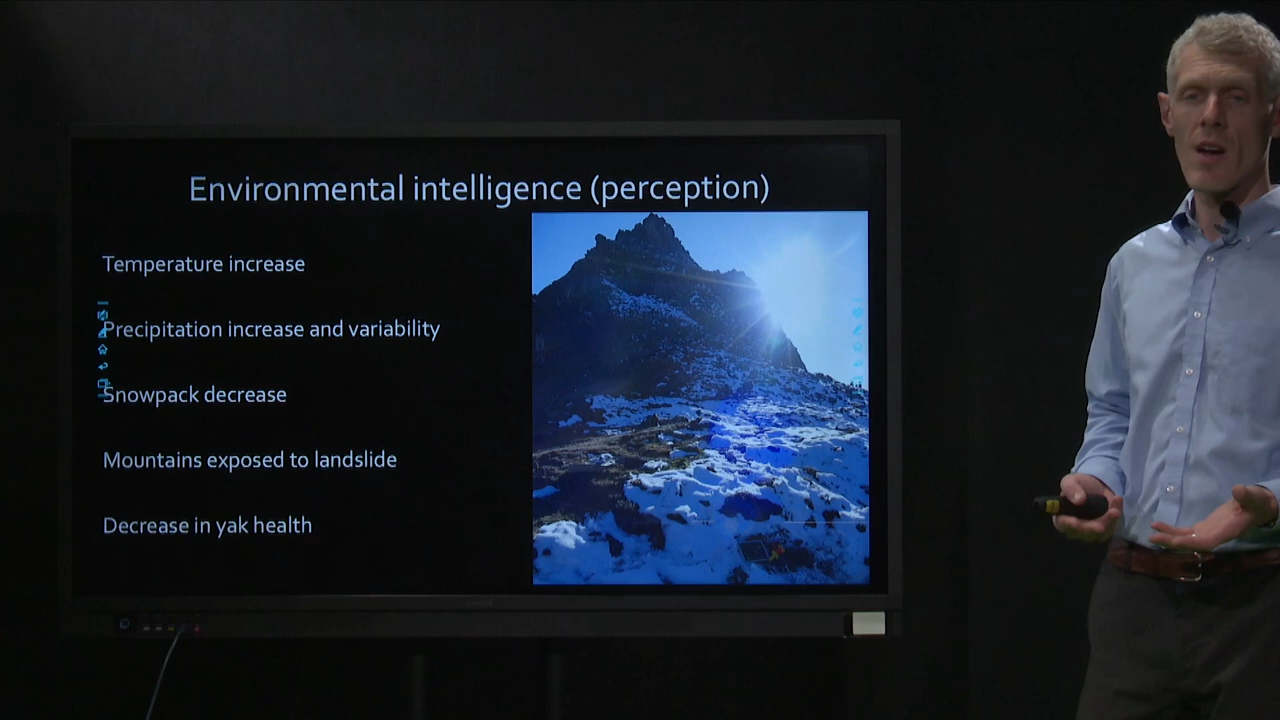 Environmental intelligence (perception)
Temperature increase
Precipitation increase and variability
Snowpack decrease
Mountains exposed to landslide
Decrease in yak health